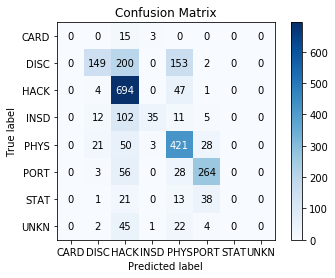 Confusion Matrix
CARD 0 0 15 3 0 0 0 0
DISC 0 149 200 0 153 2 0 0
HACK 0 4 694 0 47 1 0 0
INSD 0 12 102 35 11 5 0 0
PHYS 0 21 50 3 421 28 0 0
PORT 0 3 56 0 28 264 0 0
STAT 0 1 21 0 13 38 0 0
UNKN 0 2 45 1 22 4 0 0
CARD DISC HACK INSD PHYS PORT STAT UNKN
Predicted label
True label
600
500
400
300
200
100
0